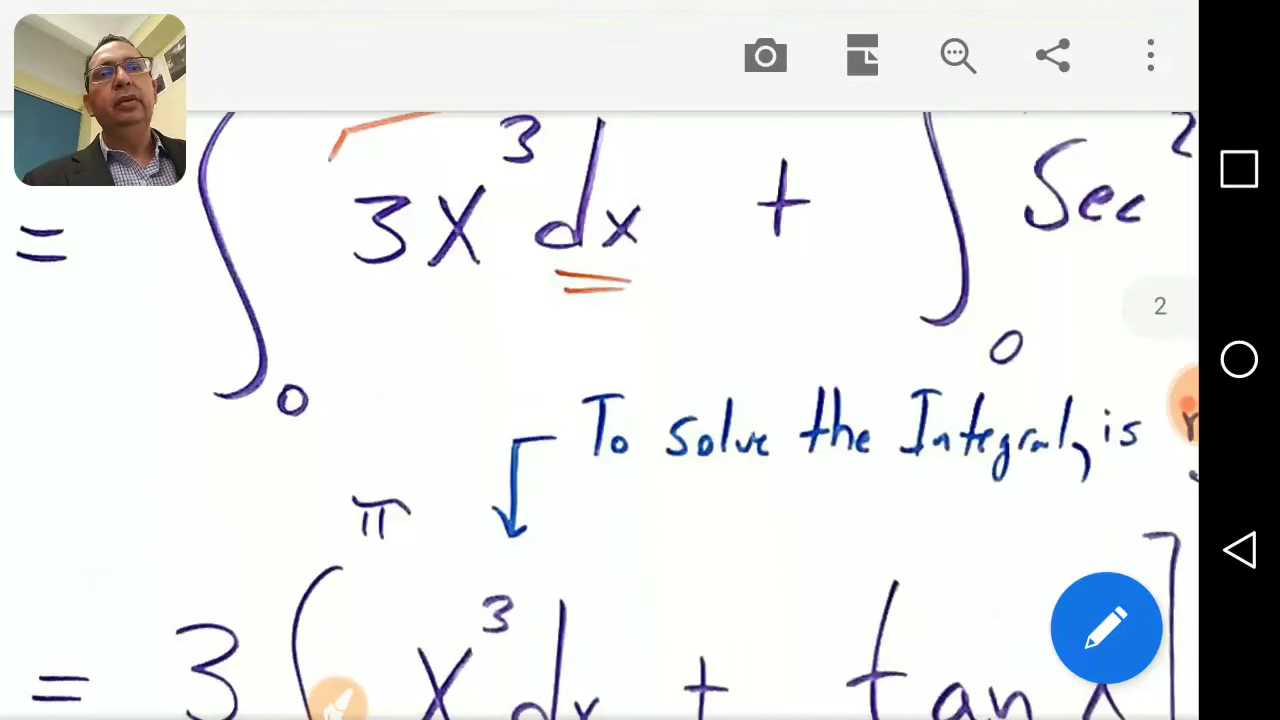 = ∫₀ 3X³ dx + ∫₀ Sec²
2
To solve the Integral, is
π
= 3 ∫ X³ dx + tan x ]